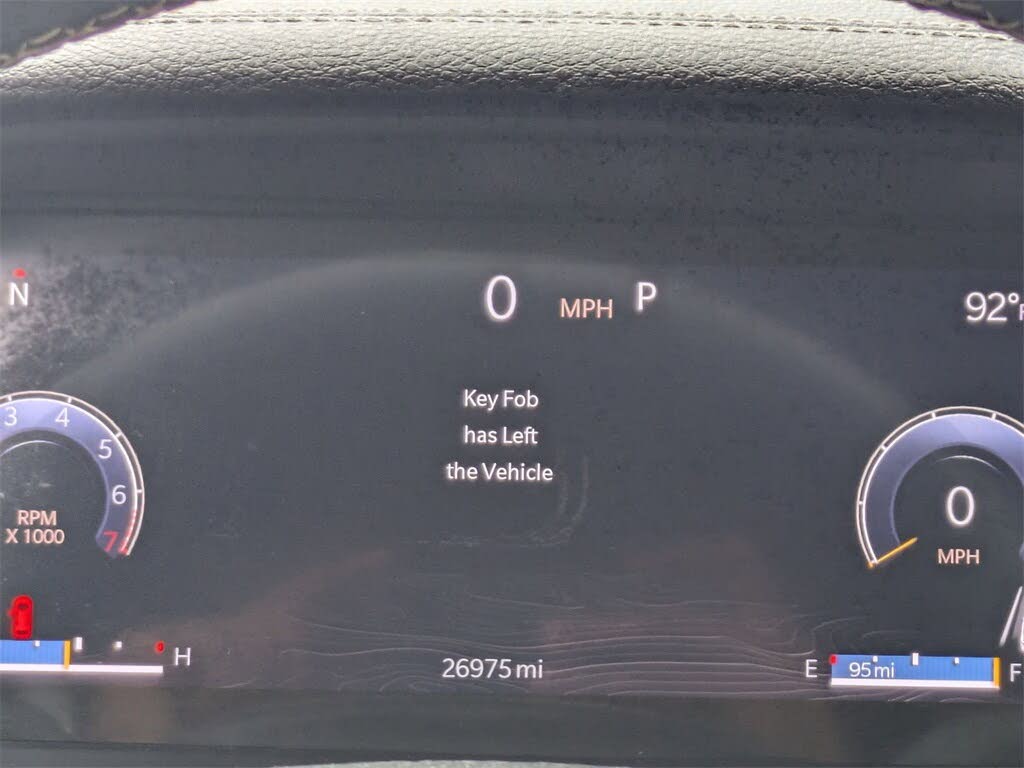 N
0 MPH P
92°F
Key Fob
has Left
the Vehicle
3 4 5 6 7
RPM
X 1000
0
MPH
H
26975 mi
E 95 mi F